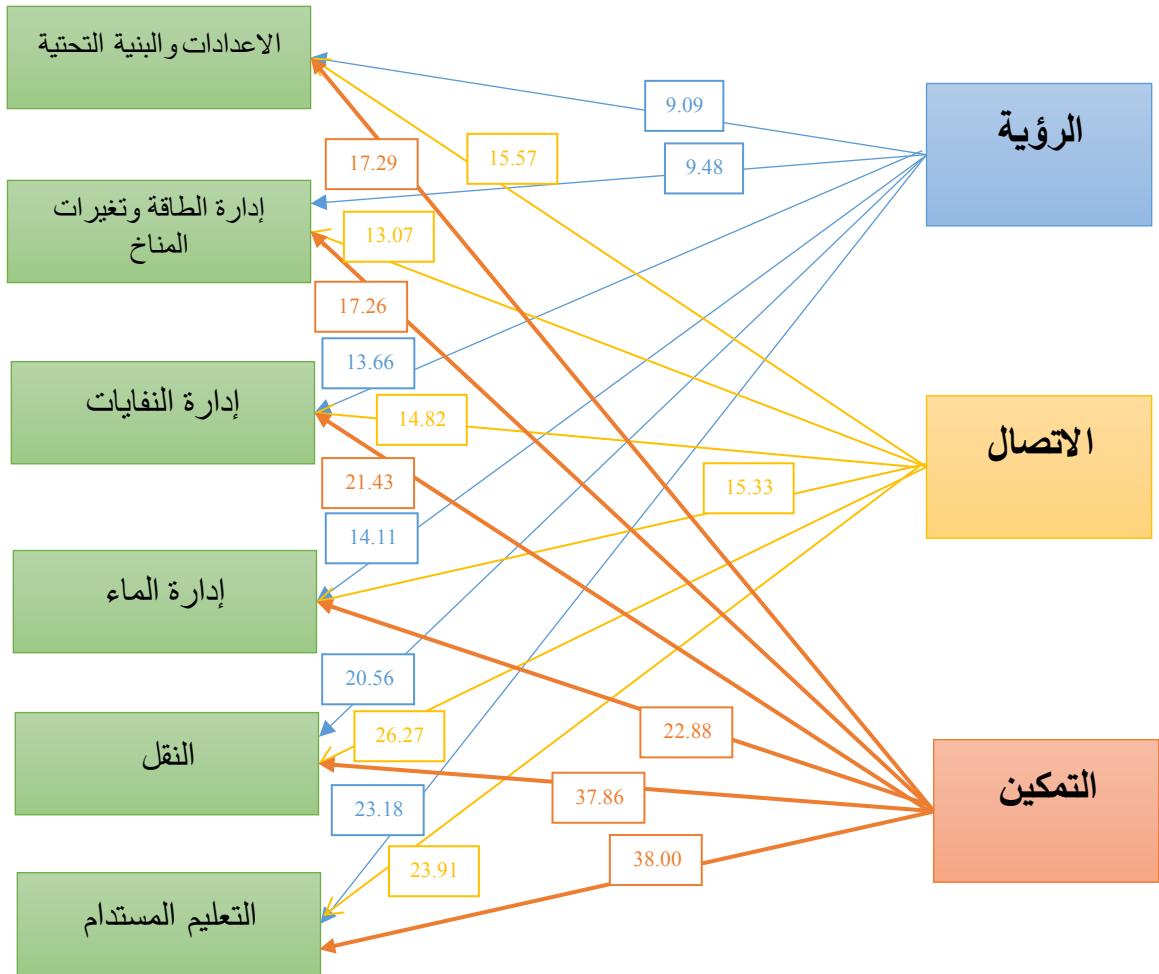 الاعدادات والبنية التحتية
9.09
الرؤية
15.57
17.29
9.48
إدارة الطاقة وتغيرات
المناخ
13.07
17.26
13.66
إدارة النفايات
14.82
الاتصال
21.43
15.33
14.11
إدارة الماء
20.56
22.88
النقل
26.27
التمكين
37.86
23.18
38.00
23.91
التعليم المستدام